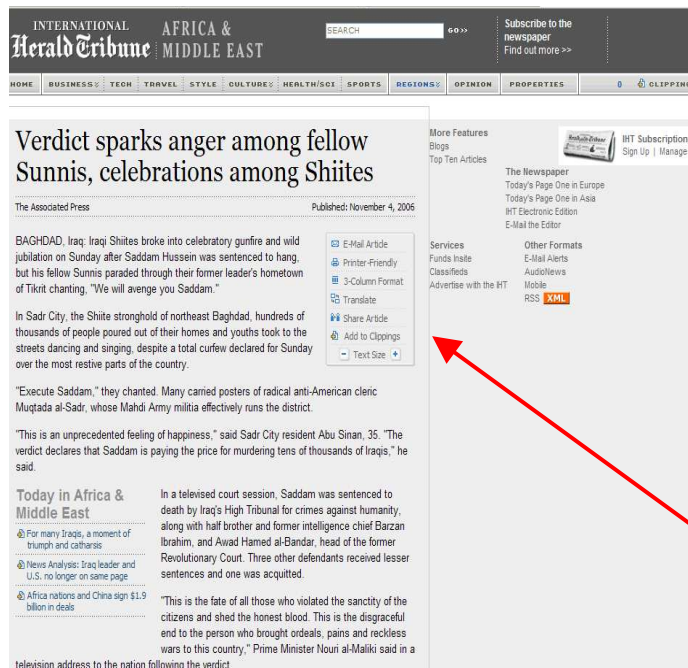 INTERNATIONAL
Herald Tribune
AFRICA &
MIDDLE EAST
SEARCH
GO>>
Subscribe to the
newspaper
Find out more >>
HOME BUSINESS TECH TRAVEL STYLE CULTURE HEALTH/SCI SPORTS REGIONS OPINION PROPERTIES 0 CLIPPIN
Verdict sparks anger among fellow
Sunnis, celebrations among Shiites
The Associated Press Published: November 4, 2006
BAGHDAD, Iraq: Iraqi Shiites broke into celebratory gunfire and wild
jubilation on Sunday after Saddam Hussein was sentenced to hang,
but his fellow Sunnis paraded through their former leader's hometown
of Tikrit chanting, "We will avenge you Saddam."
In Sadr City, the Shiite stronghold of northeast Baghdad, hundreds of
thousands of people poured out of their homes and youths took to the
streets dancing and singing, despite a total curfew declared for Sunday
over the most restive parts of the country.
E-Mail Article
Printer-Friendly
3-Column Format
Translate
Share Article
Add to Clippings
- Text Size +
"Execute Saddam," they chanted. Many carried posters of radical anti-American cleric
Muqtada al-Sadr, whose Mahdi Army militia effectively runs the district.
"This is an unprecedented feeling of happiness," said Sadr City resident Abu Sinan, 35. "The
verdict declares that Saddam is paying the price for murdering tens of thousands of Iraqis," he
said.
Today in Africa &
Middle East
For many Iraqis, a moment of
triumph and catharsis
News Analysis: Iraq leader and
U.S. no longer on same page
Africa nations and China sign $1.9
billion in deals
In a televised court session, Saddam was sentenced to
death by Iraq's High Tribunal for crimes against humanity,
along with half brother and former intelligence chief Barzan
Ibrahim, and Awad Hamed al-Bandar, head of the former
Revolutionary Court. Three other defendants received lesser
sentences and one was acquitted.
"This is the fate of all those who violated the sanctity of the
citizens and shed the honest blood. This is the disgraceful
end to the person who brought ordeals, pains and reckless
wars to this country," Prime Minister Nouri al-Maliki said in a
television address to the nation following the verdict
More Features
Blogs
Top Ten Articles
The Newspaper
Today's Page One in Europe
Today's Page One in Asia
IHT Electronic Edition
E-Mail the Editor
IHT Subscription
Sign Up | Manage
Services
Funds Insite
Classifieds
Advertise with the IHT
Other Formats
E-Mail Alerts
AudioNews
Mobile
RSS XML